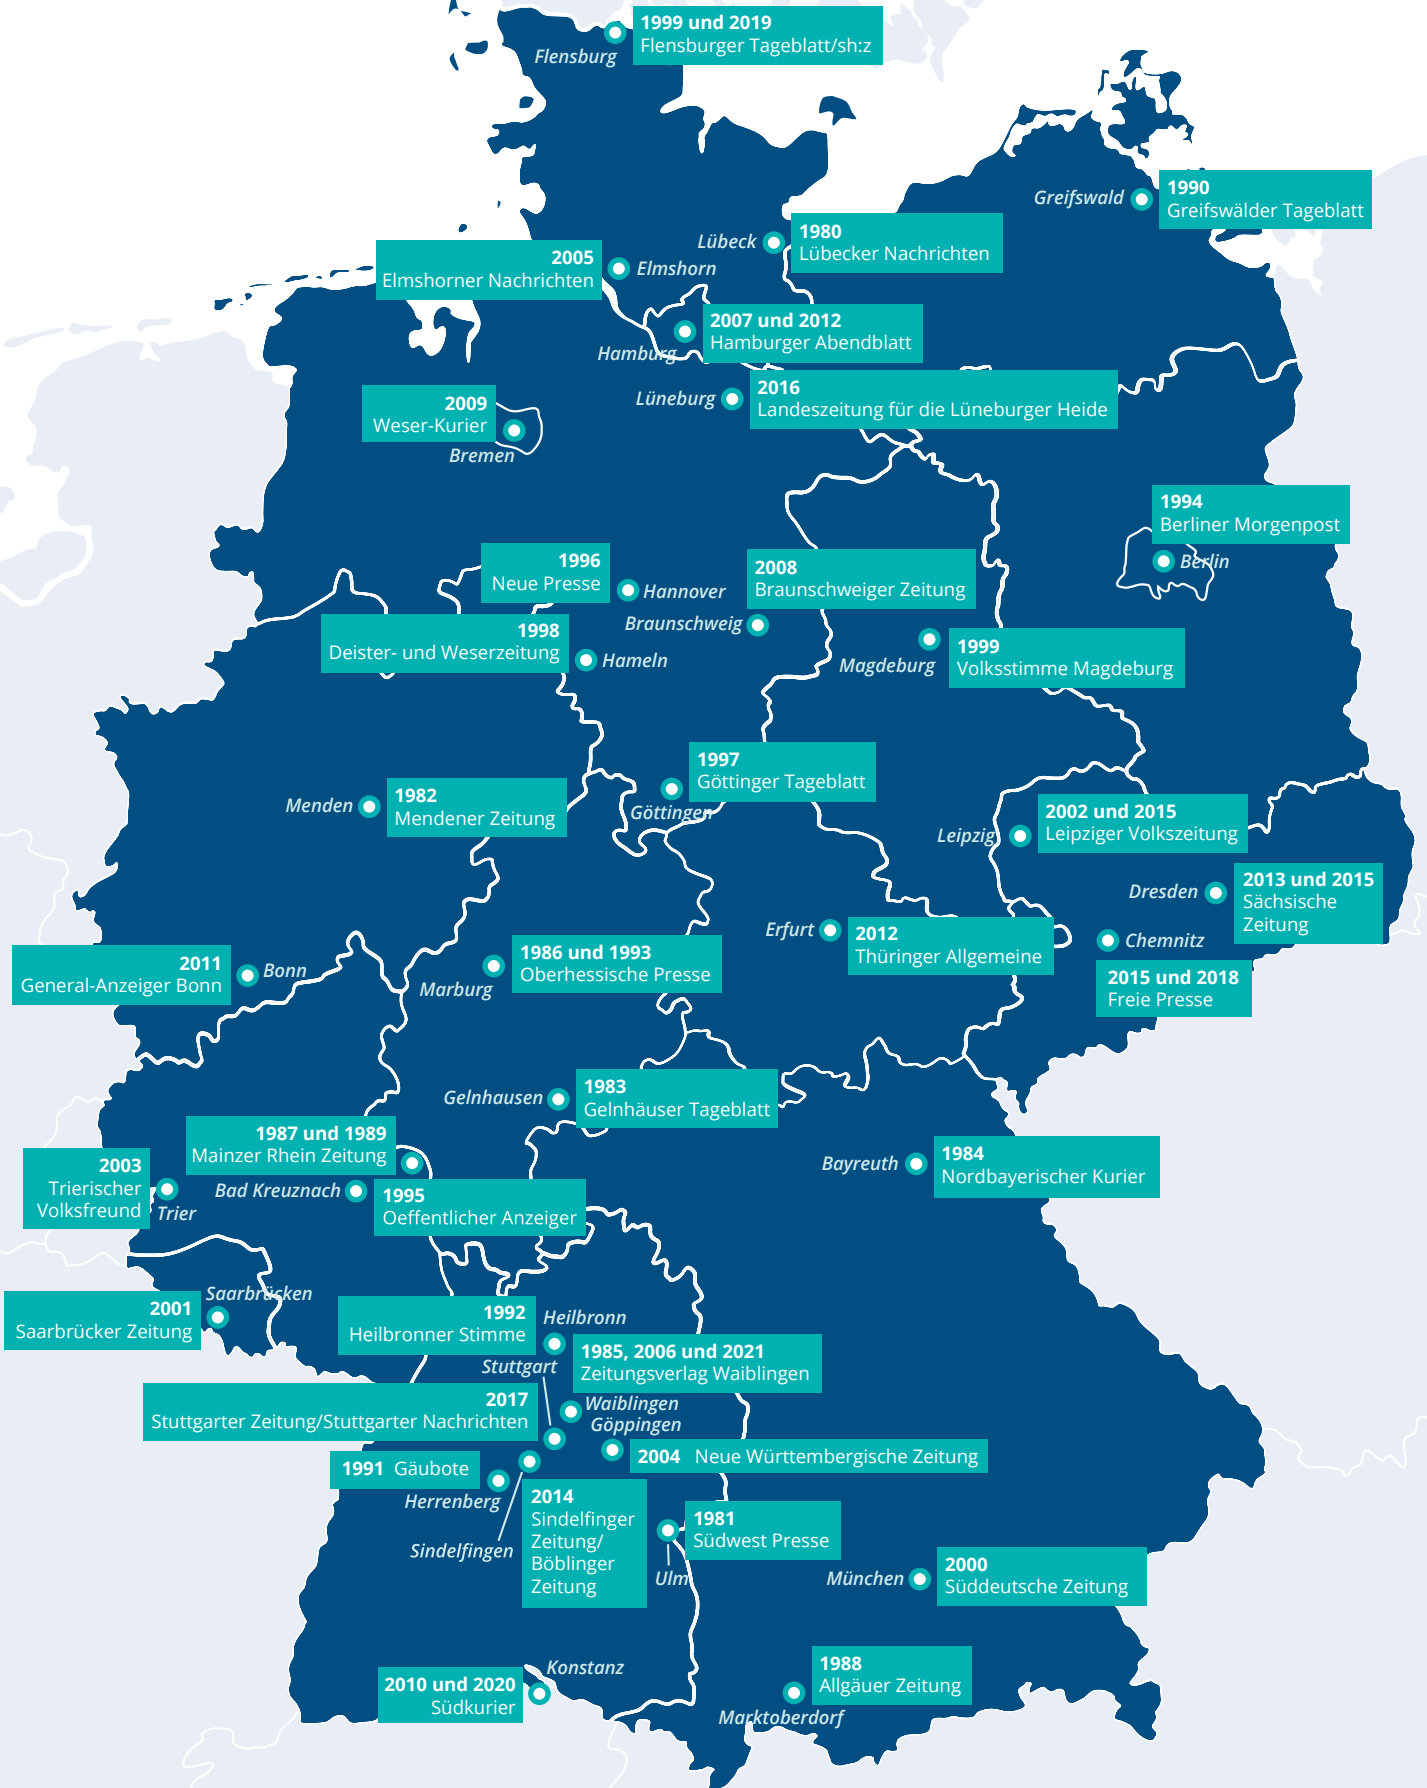 1999 und 2019
Flensburger Tageblatt/sh:z
Flensburg
1990
Greifswälder Tageblatt
Greifswald
1980
Lübecker Nachrichten
Lübeck
2005
Elmshorner Nachrichten
Elmshorn
2007 und 2012
Hamburger Abendblatt
Hamburg
2016
Landeszeitung für die Lüneburger Heide
Lüneburg
2009
Weser-Kurier
Bremen
1994
Berliner Morgenpost
Berlin
1996
Neue Presse
Hannover
2008
Braunschweiger Zeitung
Braunschweig
1998
Deister- und Weserzeitung
Hameln
1999
Volksstimme Magdeburg
Magdeburg
1997
Göttinger Tageblatt
Göttingen
1982
Mendener Zeitung
Menden
2002 und 2015
Leipziger Volkszeitung
Leipzig
2013 und 2015
Sächsische
Zeitung
Dresden
2012
Thüringer Allgemeine
Erfurt
Chemnitz
2015 und 2018
Freie Presse
1986 und 1993
Oberhessische Presse
Marburg
2011
General-Anzeiger Bonn
Bonn
1983
Gelnhäuser Tageblatt
Gelnhausen
1987 und 1989
Mainzer Rhein Zeitung
1984
Nordbayerischer Kurier
Bayreuth
2003
Trierischer
Volksfreund
Trier
Bad Kreuznach
1995
Oeffentlicher Anzeiger
Saarbrücken
2001
Saarbrücker Zeitung
1992
Heilbronner Stimme
Heilbronn
1985, 2006 und 2021
Zeitungsverlag Waiblingen
Stuttgart
Waiblingen
2017
Stuttgarter Zeitung/Stuttgarter Nachrichten
Göppingen
2004 Neue Württembergische Zeitung
1991 Gäubote
Herrenberg
2014
Sindelfinger
Zeitung/
Böblinger
Zeitung
Sindelfingen
1981
Südwest Presse
Ulm
2000
Süddeutsche Zeitung
München
1988
Allgäuer Zeitung
Marktoberdorf
Konstanz
2010 und 2020
Südkurier